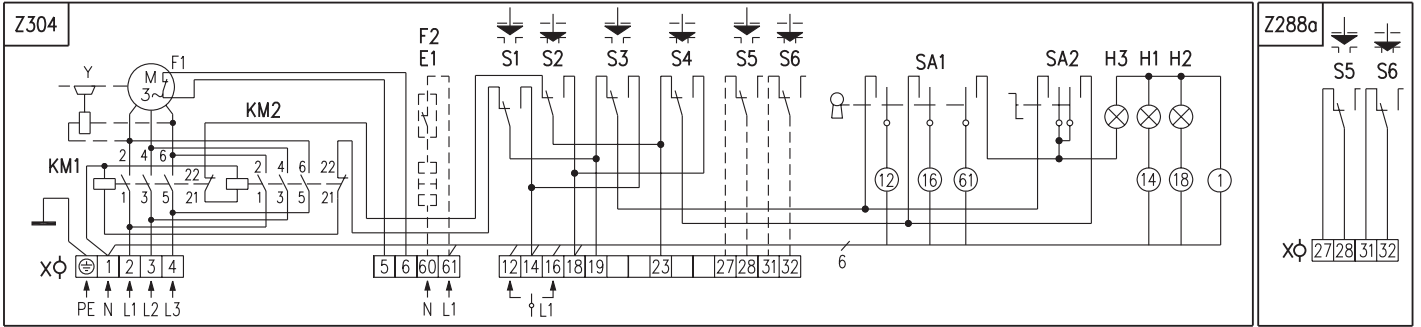 Z304
Z288a
F2
E1
S1 S2 S3 S4 S5 S6
SA1
SA2
H3 H1 H2
S5 S6
Y
M
3~
F1
KM2
KM1
2 4 6
22
2 4 6 22
1 3 5
21
1 3 5 21
12 16 61
14 18 1
6
X
1 2 3 4
5 6 60 61
12 14 16 18 19 23 27 28 31 32
X
27 28 31 32
PE N L1 L2 L3
N L1
L1